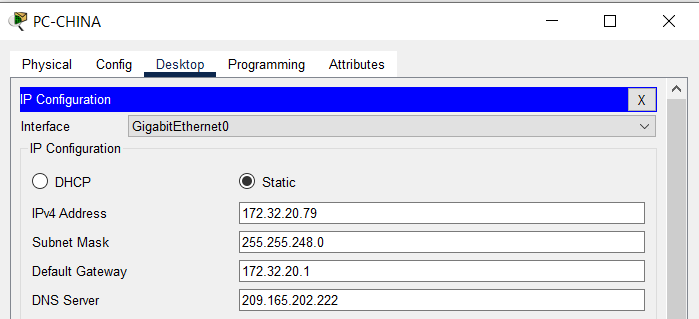 PC-CHINA
Physical Config Desktop Programming Attributes
IP Configuration X
Interface GigabitEthernet0
IP Configuration
DHCP Static
IPv4 Address 172.32.20.79
Subnet Mask 255.255.248.0
Default Gateway 172.32.20.1
DNS Server 209.165.202.222